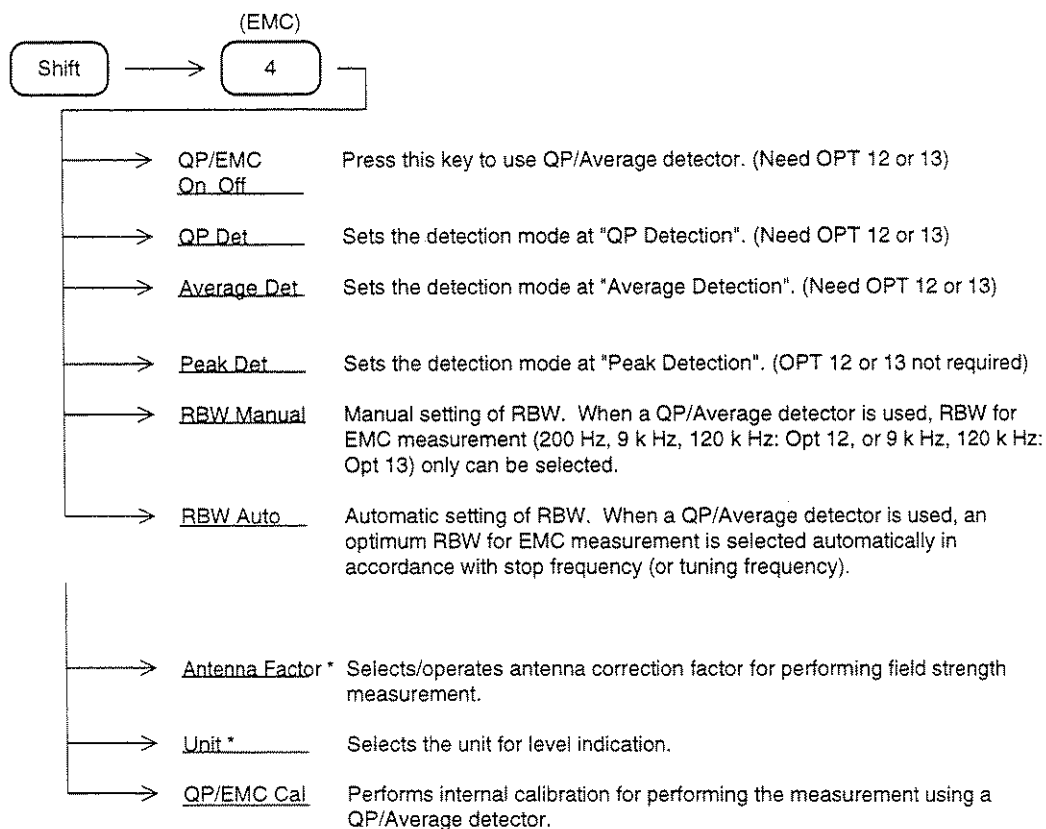 (EMC)
Shift
4
QP/EMC
On Off
Press this key to use QP/Average detector. (Need OPT 12 or 13)
QP Det
Sets the detection mode at "QP Detection". (Need OPT 12 or 13)
Average Det
Sets the detection mode at "Average Detection". (Need OPT 12 or 13)
Peak Det
Sets the detection mode at "Peak Detection". (OPT 12 or 13 not required)
RBW Manual
Manual setting of RBW. When a QP/Average detector is used, RBW for
EMC measurement (200 Hz, 9 k Hz, 120 k Hz: Opt 12, or 9 k Hz, 120 k Hz:
Opt 13) only can be selected.
RBW Auto
Automatic setting of RBW. When a QP/Average detector is used, an
optimum RBW for EMC measurement is selected automatically in
accordance with stop frequency (or tuning frequency).
Antenna Factor *
Selects/operates antenna correction factor for performing field strength
measurement.
Unit *
Selects the unit for level indication.
QP/EMC Cal
Performs internal calibration for performing the measurement using a
QP/Average detector.